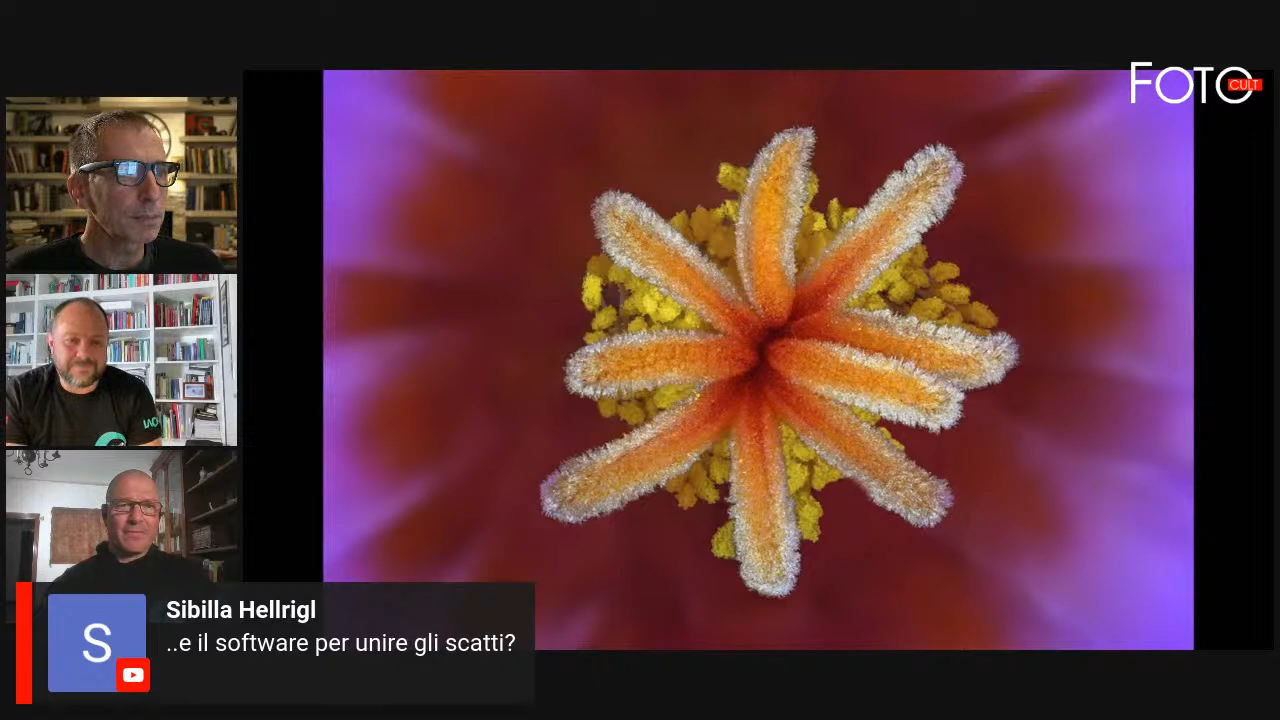 FOTO
CULT
Sibilla Hellrigl
..e il software per unire gli scatti?
S